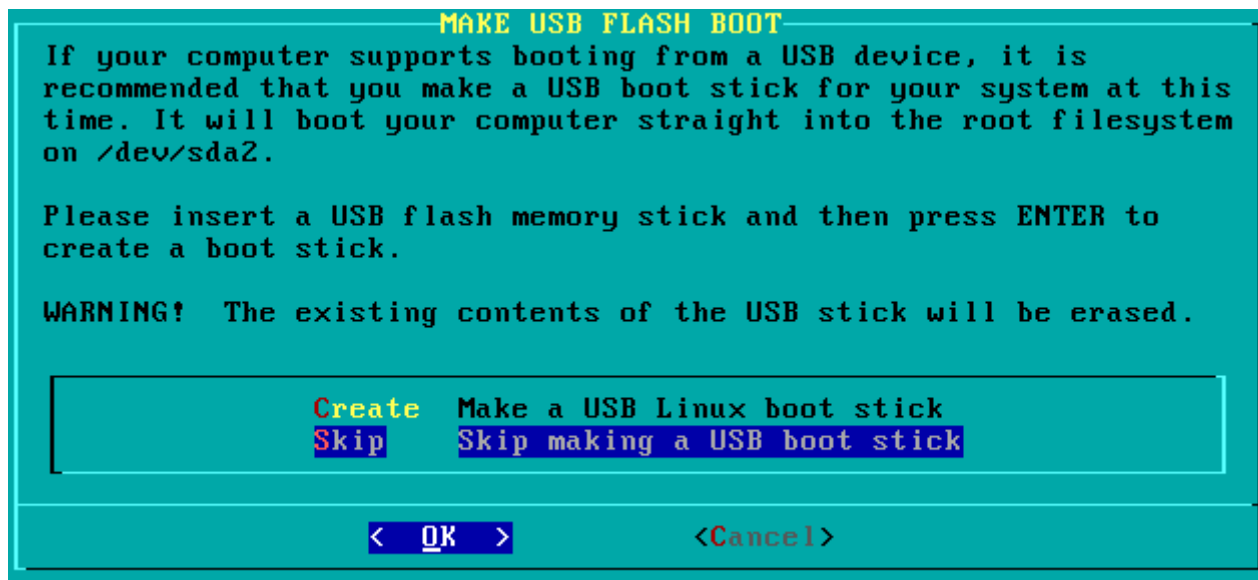 MAKE USB FLASH BOOT
If your computer supports booting from a USB device, it is
recommended that you make a USB boot stick for your system at this
time. It will boot your computer straight into the root filesystem
on /dev/sda2.
Please insert a USB flash memory stick and then press ENTER to
create a boot stick.
WARNING!  The existing contents of the USB stick will be erased.
Create  Make a USB Linux boot stick
Skip  Skip making a USB boot stick
<  OK  > <Cancel>